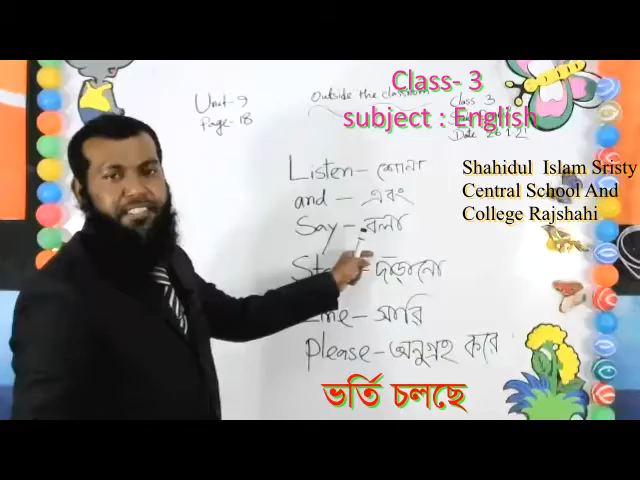 Class- 3
subject : English
Shahidul Islam Sristy
Central School And
College Rajshahi
Unit-9
Page-18
Outside the classroom
Class 3
Date 26.1.21
Listen - শোনা
and - এবং
Say - বলা
দাঁড়ানো
Line - সারি
please - অনুগ্রহ করে
ভর্তি চলছে